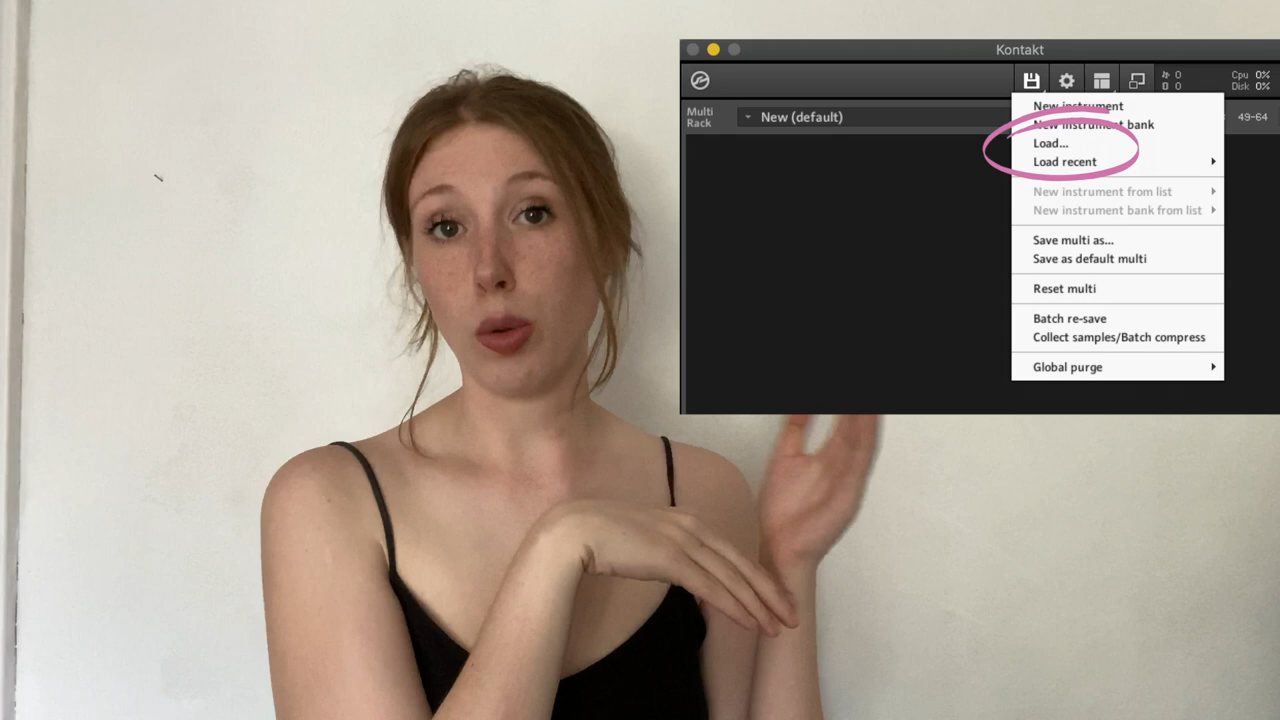 Kontakt
0
0
Cpu 0%
Disk 0%
Multi
Rack
New (default)
49-64
New instrument
New instrument bank
Load...
Load recent
New instrument from list
New instrument bank from list
Save multi as...
Save as default multi
Reset multi
Batch re-save
Collect samples/Batch compress
Global purge